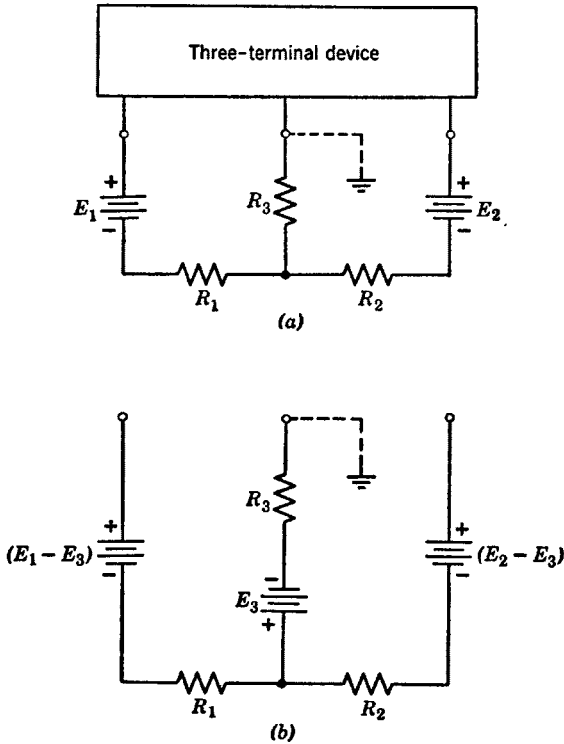 Three-terminal device
+
E₁
-
R₃
+
E₂
-
R₁
R₂
(a)
R₃
+
(E₁ - E₃)
-
-
E₃
+
+
(E₂ - E₃)
-
R₁
R₂
(b)